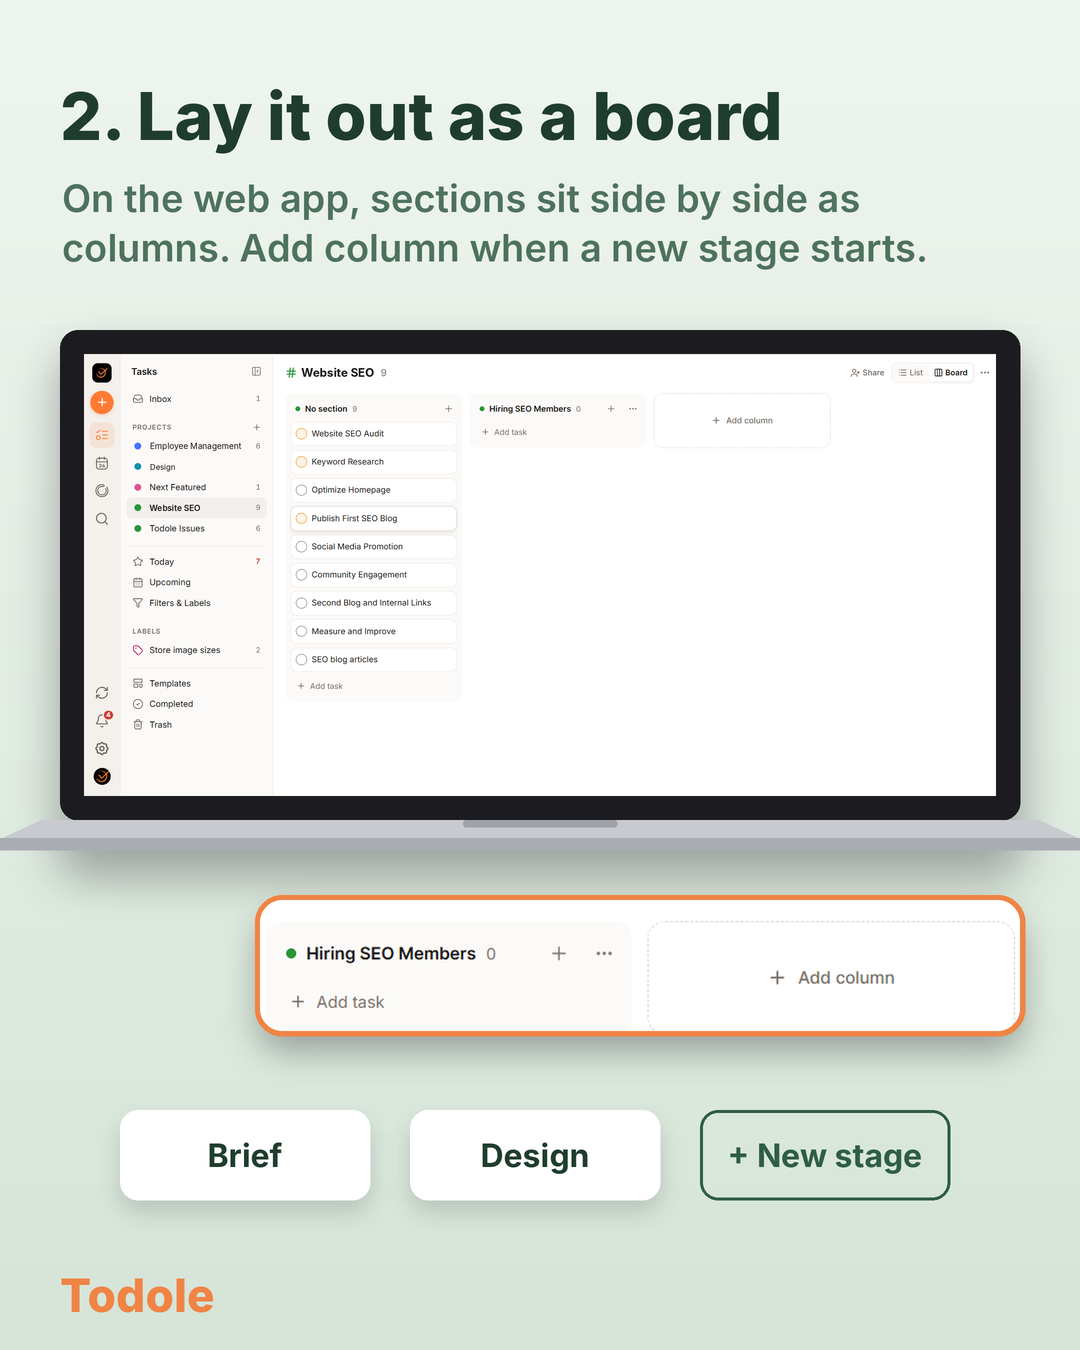 2. Lay it out as a board
On the web app, sections sit side by side as
columns. Add column when a new stage starts.
Tasks
Inbox 1
PROJECTS
Employee Management 6
Design
Next Featured 1
Website SEO 9
Todole Issues 6
Today 7
Upcoming
Filters & Labels
LABELS
Store image sizes 2
Templates
Completed
Trash
24
4
# Website SEO 9
Share List Board
No section 9
Website SEO Audit
Keyword Research
Optimize Homepage
Publish First SEO Blog
Social Media Promotion
Community Engagement
Second Blog and Internal Links
Measure and Improve
SEO blog articles
+ Add task
Hiring SEO Members 0 + ...
+ Add task
+ Add column
Hiring SEO Members 0 + ...
+ Add task
+ Add column
Brief
Design
+ New stage
Todole